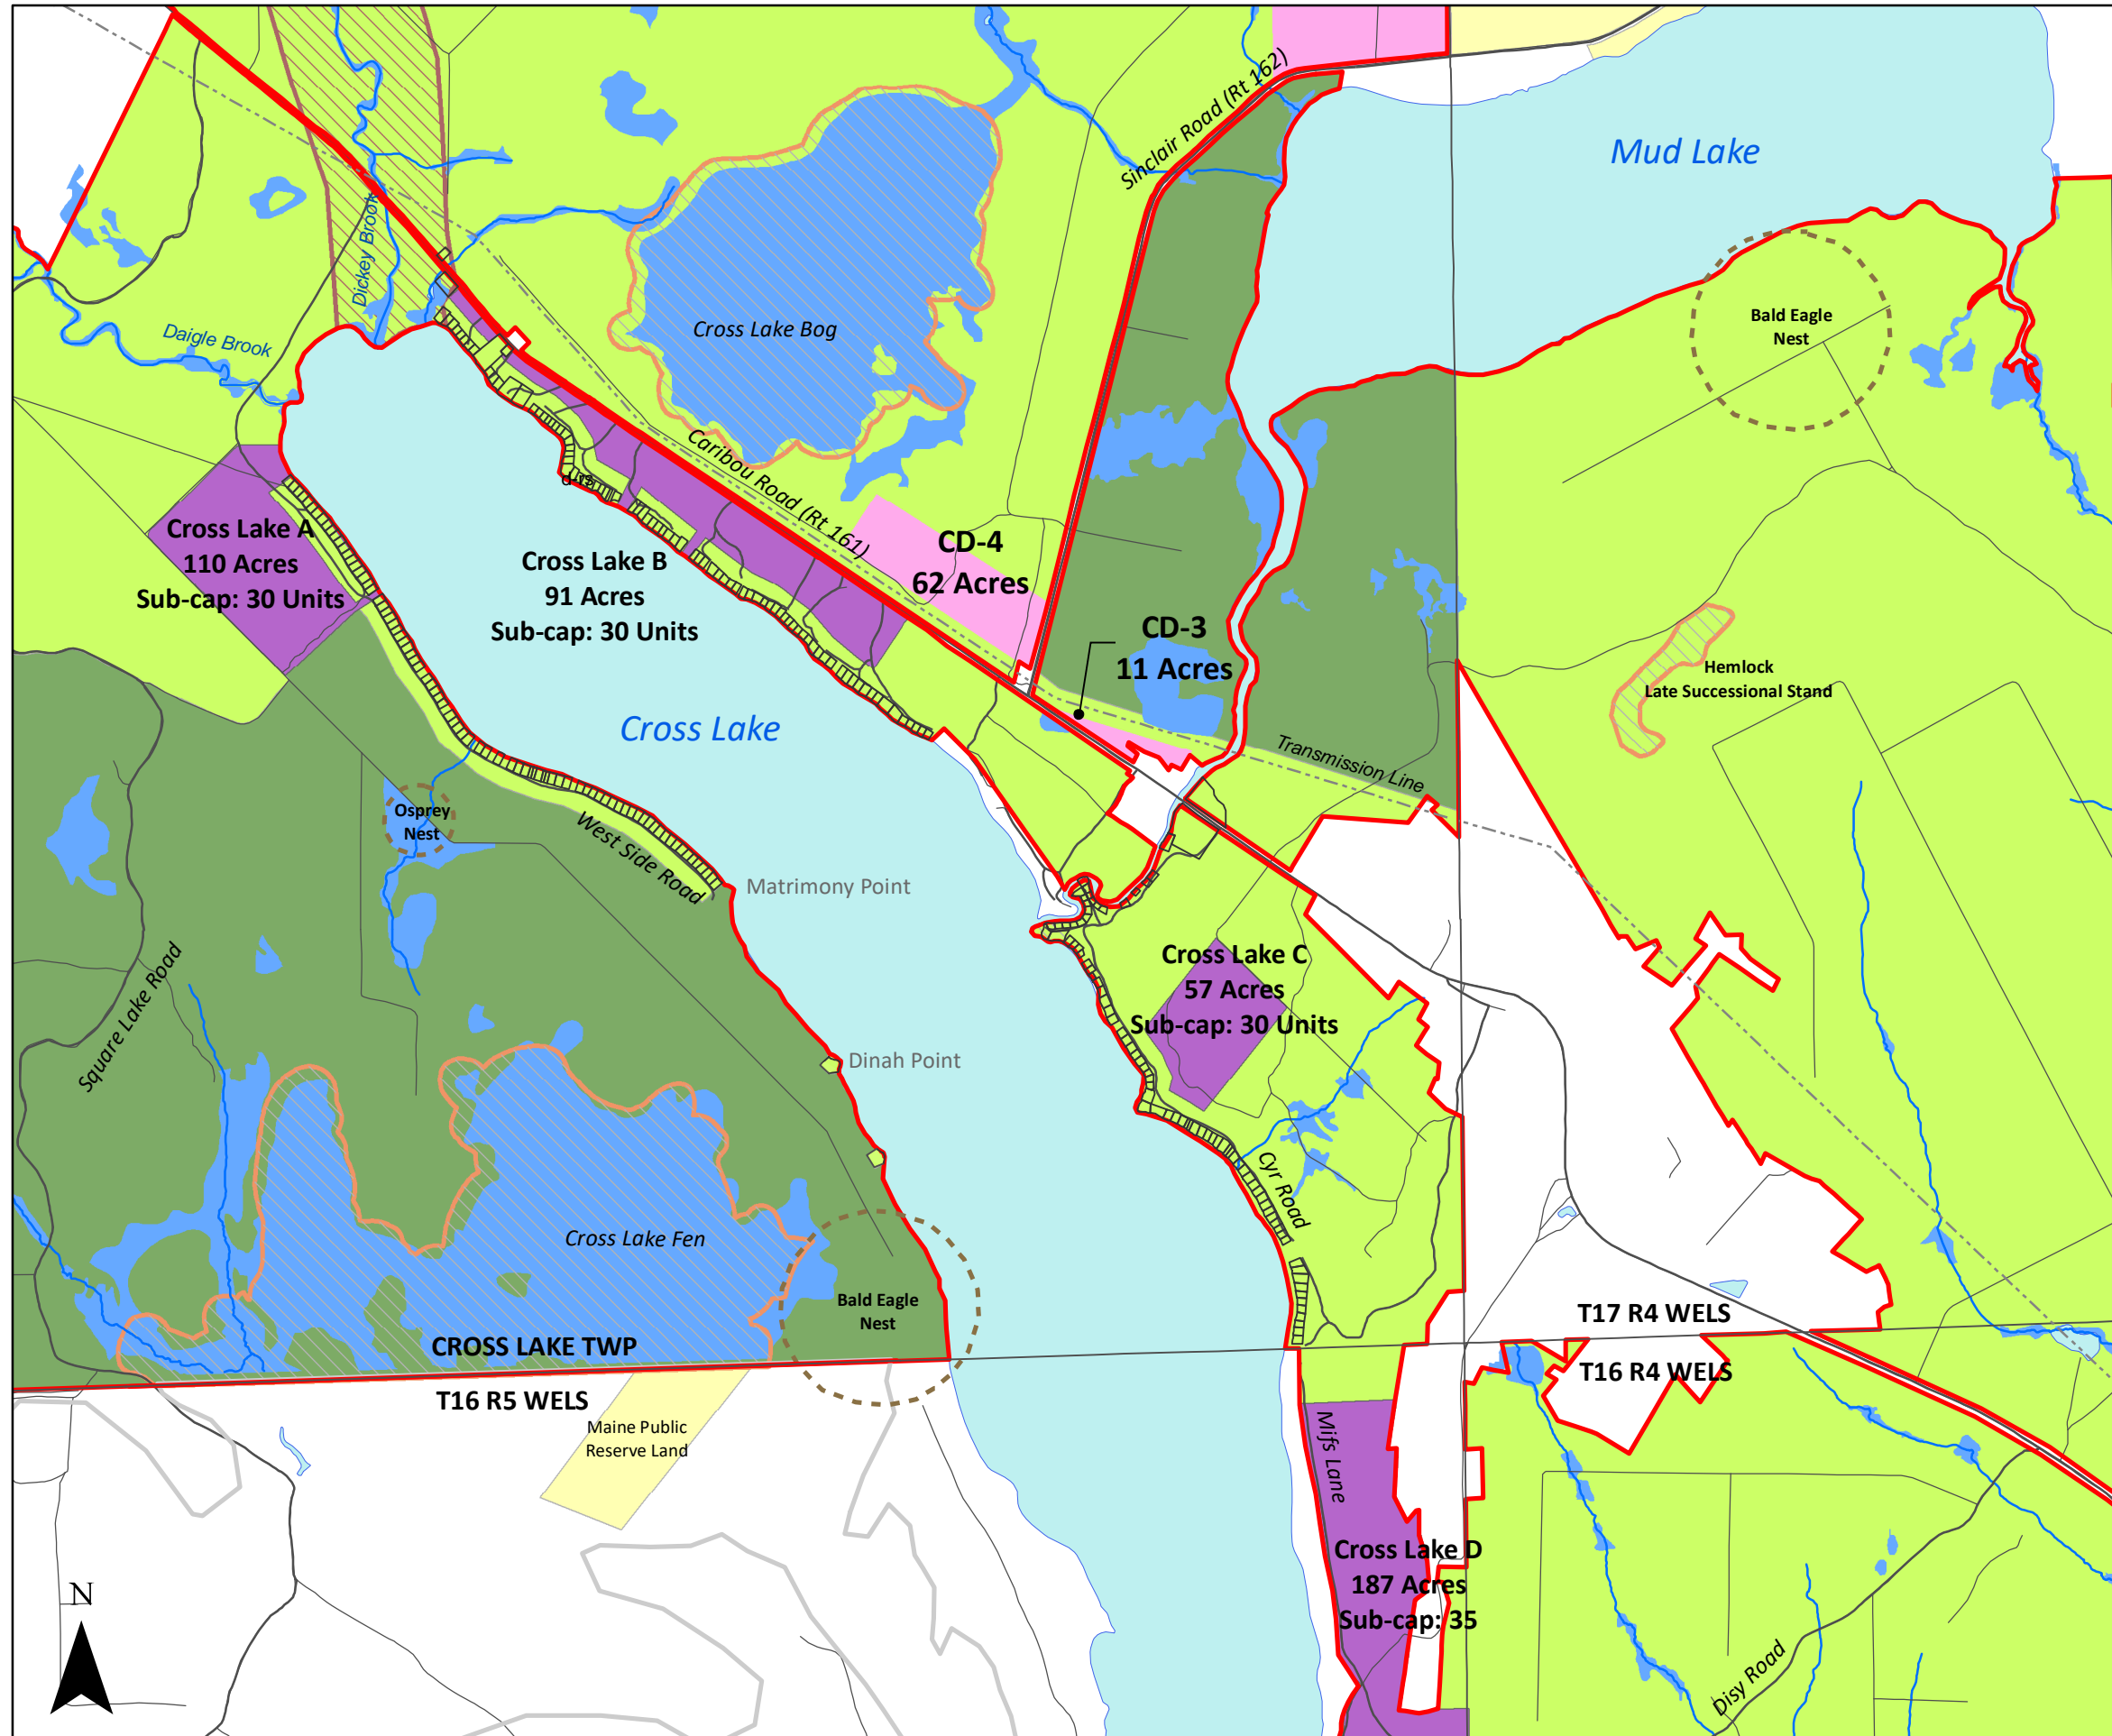 Sinclair Road (Rt 162)
Mud Lake
Dickey Brook
Daigle Brook
Cross Lake Bog
Bald Eagle
Nest
Caribou Road (Rt 161)
Cross Lake A
110 Acres
Sub-cap: 30 Units
Cross Lake B
91 Acres
Sub-cap: 30 Units
CD-4
62 Acres
CD-3
11 Acres
Hemlock
Late Successional Stand
Cross Lake
Transmission Line
Osprey
Nest
West Side Road
Matrimony Point
Square Lake Road
Cross Lake C
57 Acres
Sub-cap: 30 Units
Dinah Point
Cyr Road
Cross Lake Fen
Bald Eagle
Nest
CROSS LAKE TWP
T17 R4 WELS
T16 R4 WELS
T16 R5 WELS
Maine Public
Reserve Land
Mifs Lane
Cross Lake D
187 Acres
Sub-cap: 35
Disy Road
N